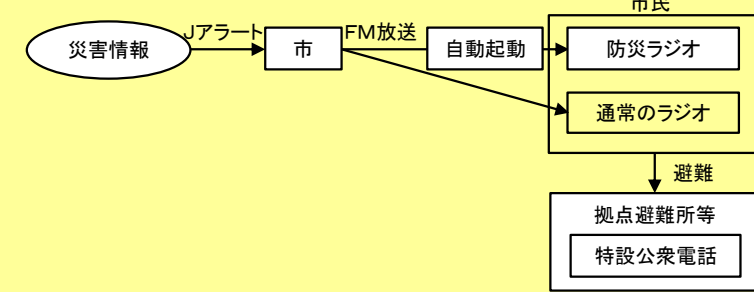 市民
災害情報
Jアラート
市
FM放送
自動起動
防災ラジオ
通常のラジオ
避難
拠点避難所等
特設公衆電話